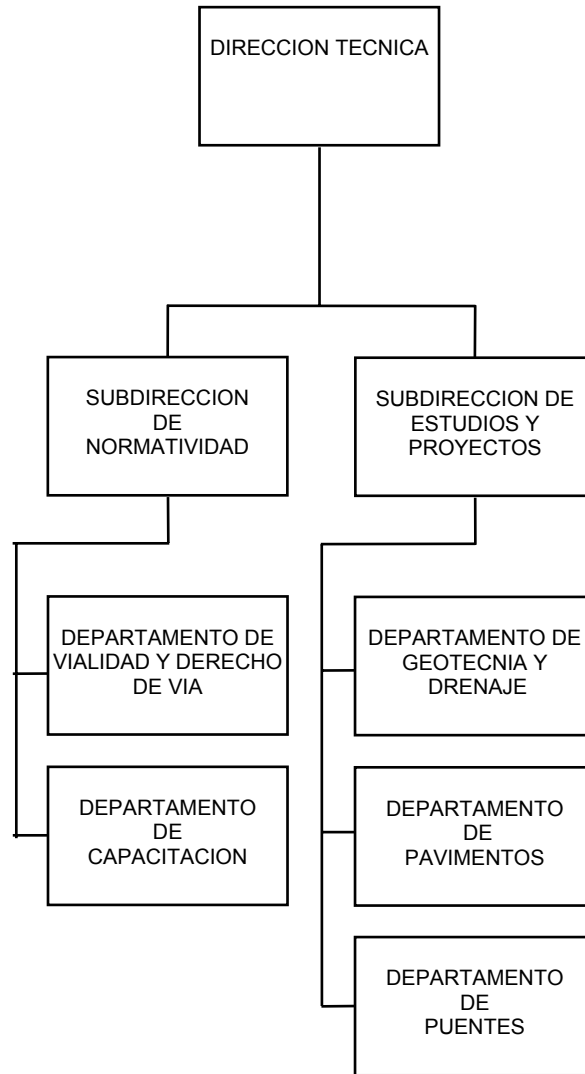 DIRECCION TECNICA
SUBDIRECCION
DE
NORMATIVIDAD
SUBDIRECCION DE
ESTUDIOS Y
PROYECTOS
DEPARTAMENTO DE
VIALIDAD Y DERECHO
DE VIA
DEPARTAMENTO DE
GEOTECNIA Y
DRENAJE
DEPARTAMENTO
DE
CAPACITACION
DEPARTAMENTO
DE
PAVIMENTOS
DEPARTAMENTO
DE
PUENTES